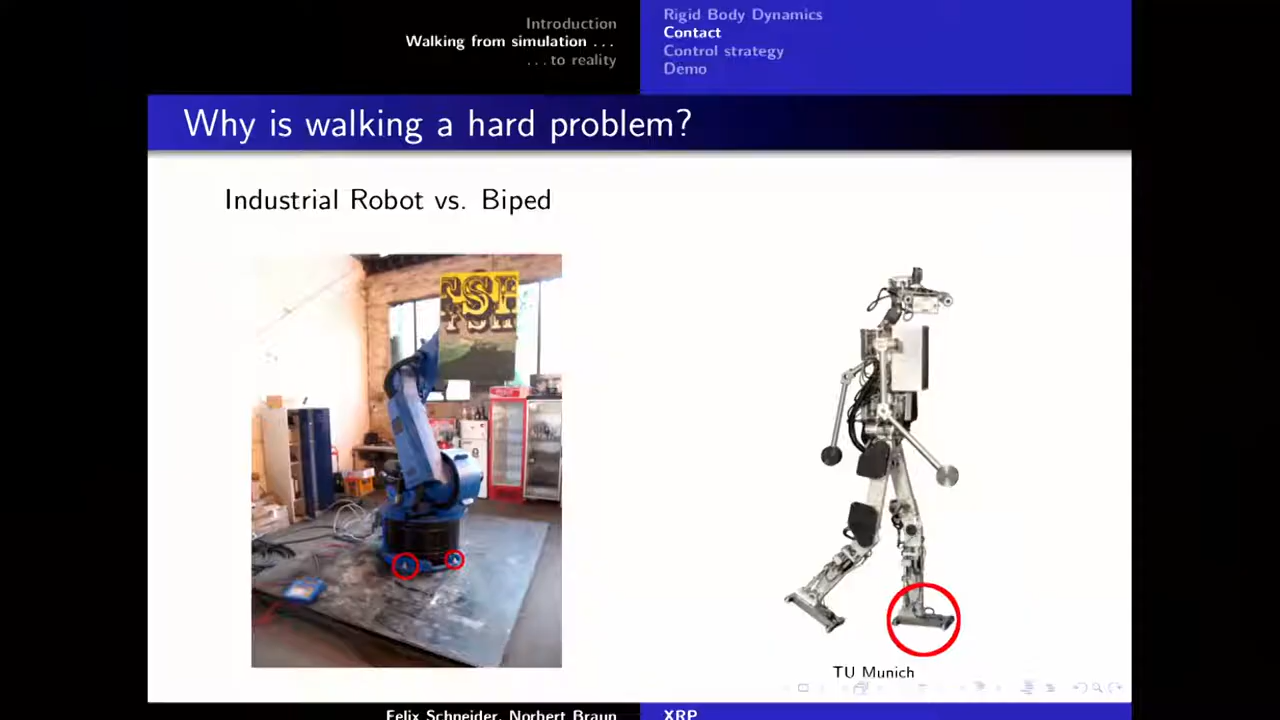 Introduction
Walking from simulation ...
... to reality
Rigid Body Dynamics
Contact
Control strategy
Demo
Why is walking a hard problem?
Industrial Robot vs. Biped
TSH
TU Munich
Felix Schneider, Norbert Braun
XRP